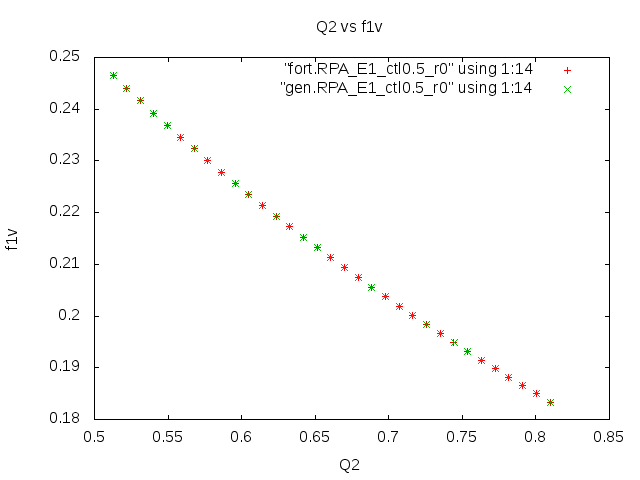 Q2 vs f1v
"fort.RPA_E1_ctl0.5_r0" using 1:14
"gen.RPA_E1_ctl0.5_r0" using 1:14
0.25
0.24
0.23
0.22
0.21
0.2
0.19
0.18
f1v
0.5 0.55 0.6 0.65 0.7 0.75 0.8 0.85
Q2